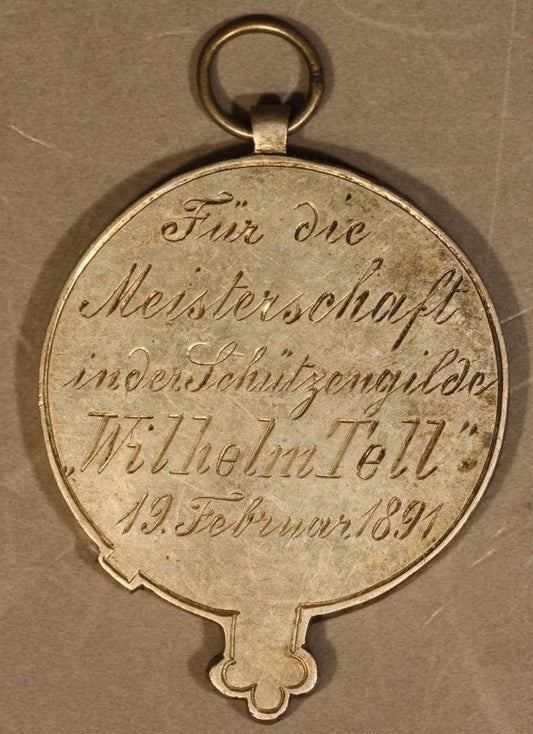 Für die
Meisterschaft
in der Schützengilde
„Wilhelm Tell“
19. Februar 1891